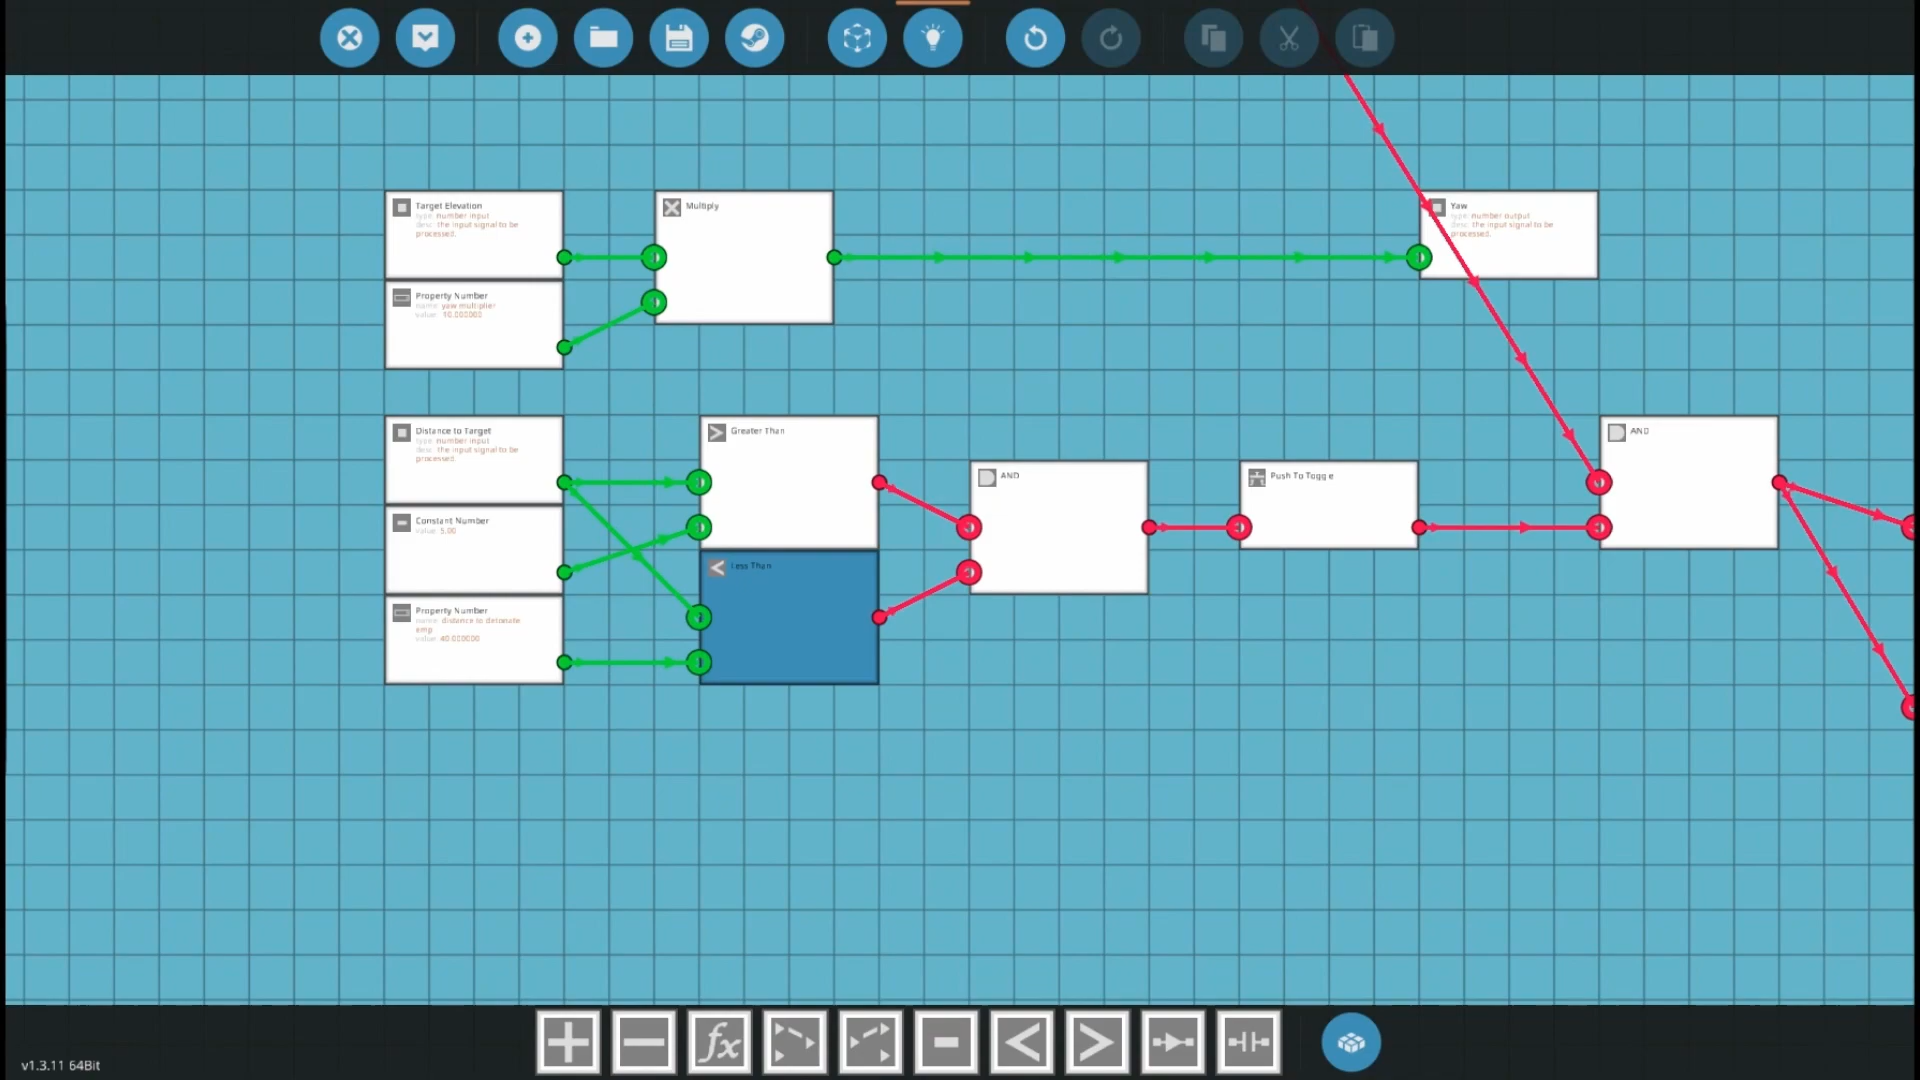 Target Elevation
type: number input
desc: the input signal to be
processed.
Multiply
Yaw
type: number output
desc: the input signal to be
processed.
Property Number
name: yaw multiplier
value: 10.000000
Distance to Target
type: number input
desc: the input signal to be
processed.
Greater Than
AND
AND
Push To Toggle
Constant Number
value: 5.00
Less Than
Property Number
name: distance to detonate
emp
value: 40.000000
fx
v1.3.11 64Bit